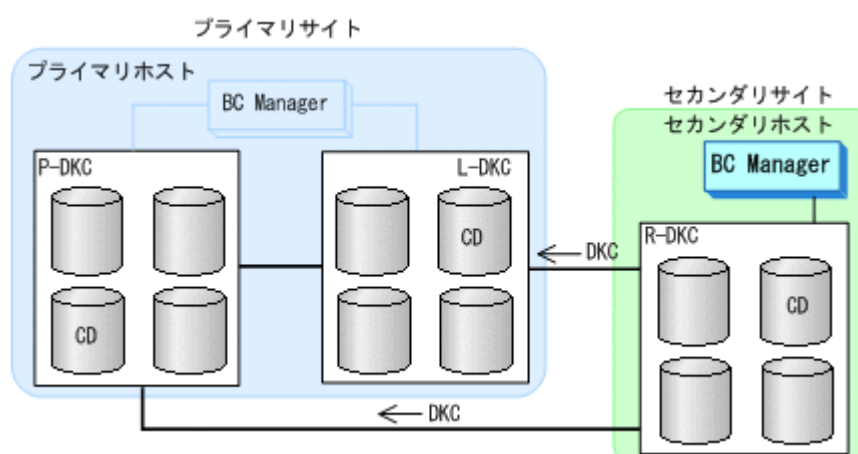 プライマリサイト
プライマリホスト
BC Manager
セカンダリサイト
セカンダリホスト
BC Manager
P-DKC
L-DKC
CD
CD
← DKC
R-DKC
CD
← DKC